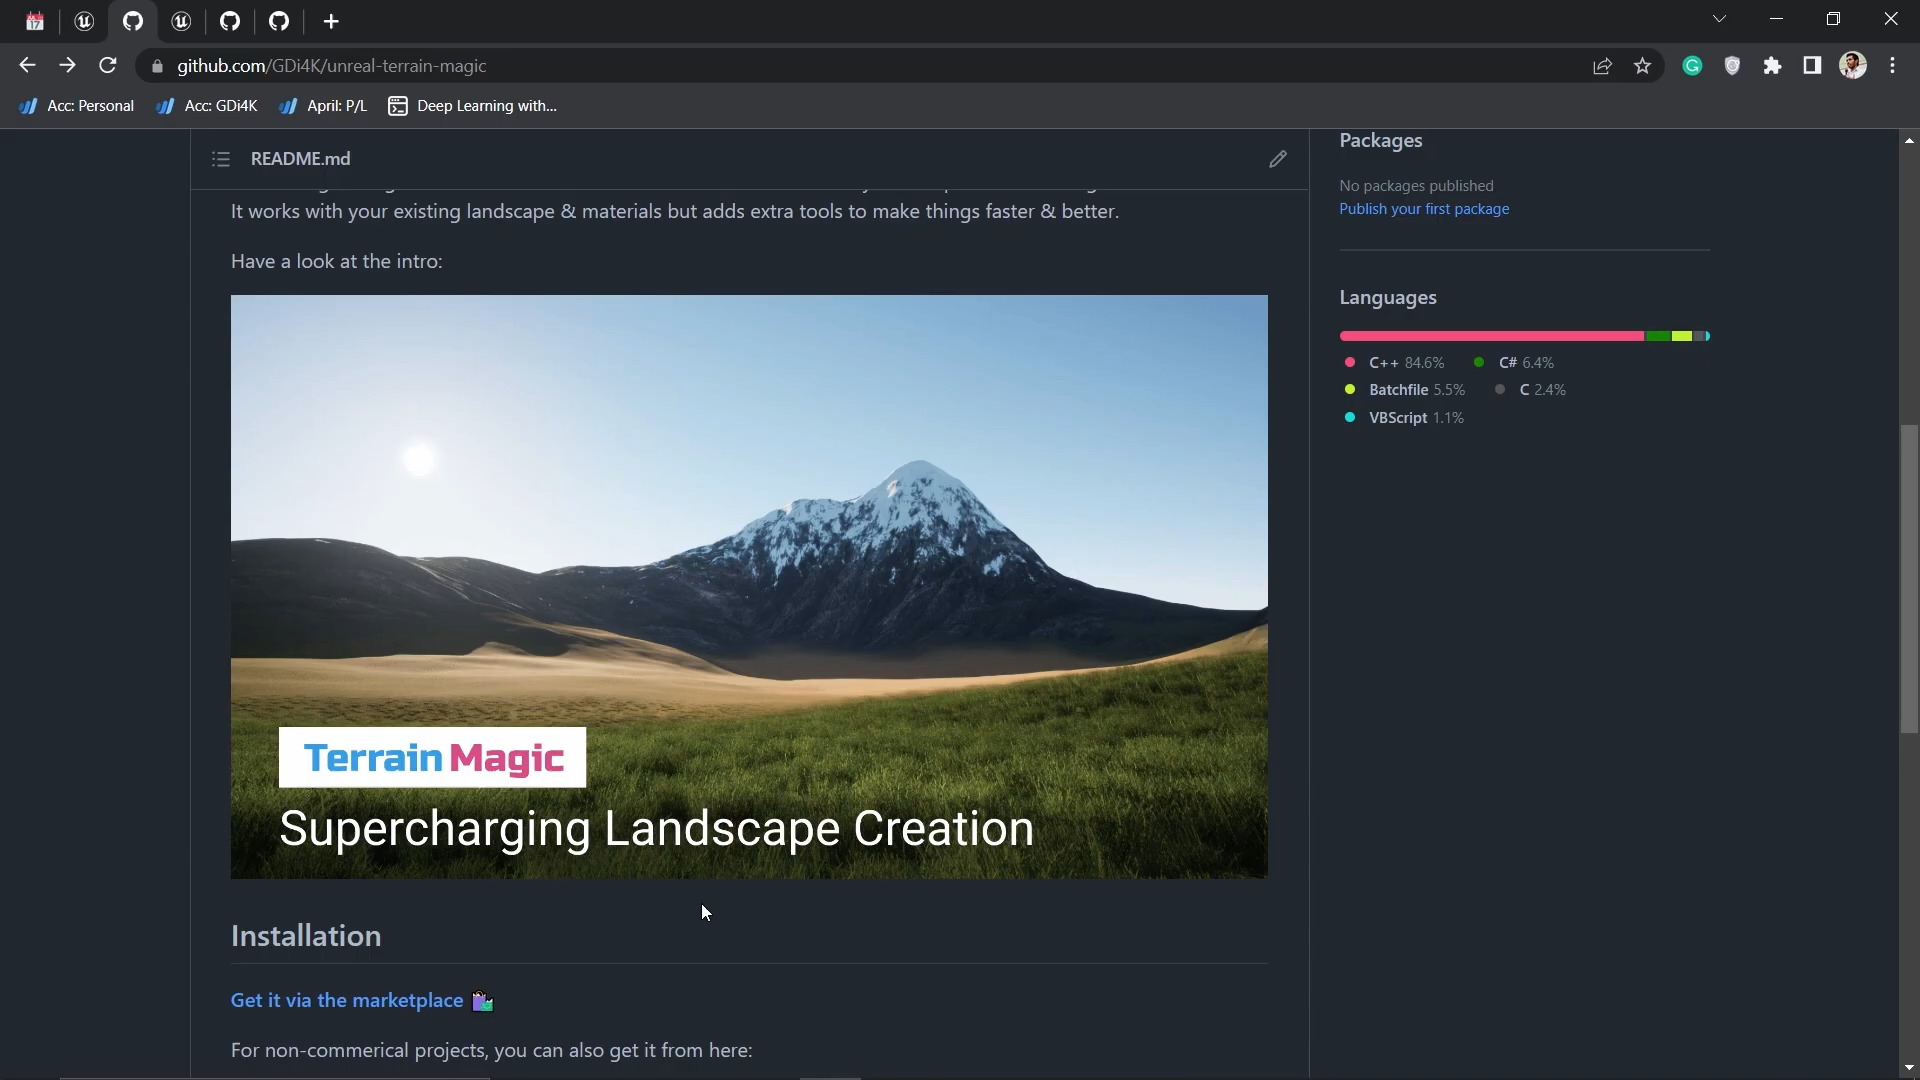 github.com/GDi4K/unreal-terrain-magic
Acc: Personal
Acc: GDi4K
April: P/L
Deep Learning with...
README.md
It works with your existing landscape & materials but adds extra tools to make things faster & better.
Have a look at the intro:
Terrain Magic
Supercharging Landscape Creation
Installation
Get it via the marketplace
For non-commerical projects, you can also get it from here:
Packages
No packages published
Publish your first package
Languages
C++ 84.6%
C# 6.4%
Batchfile 5.5%
C 2.4%
VBScript 1.1%